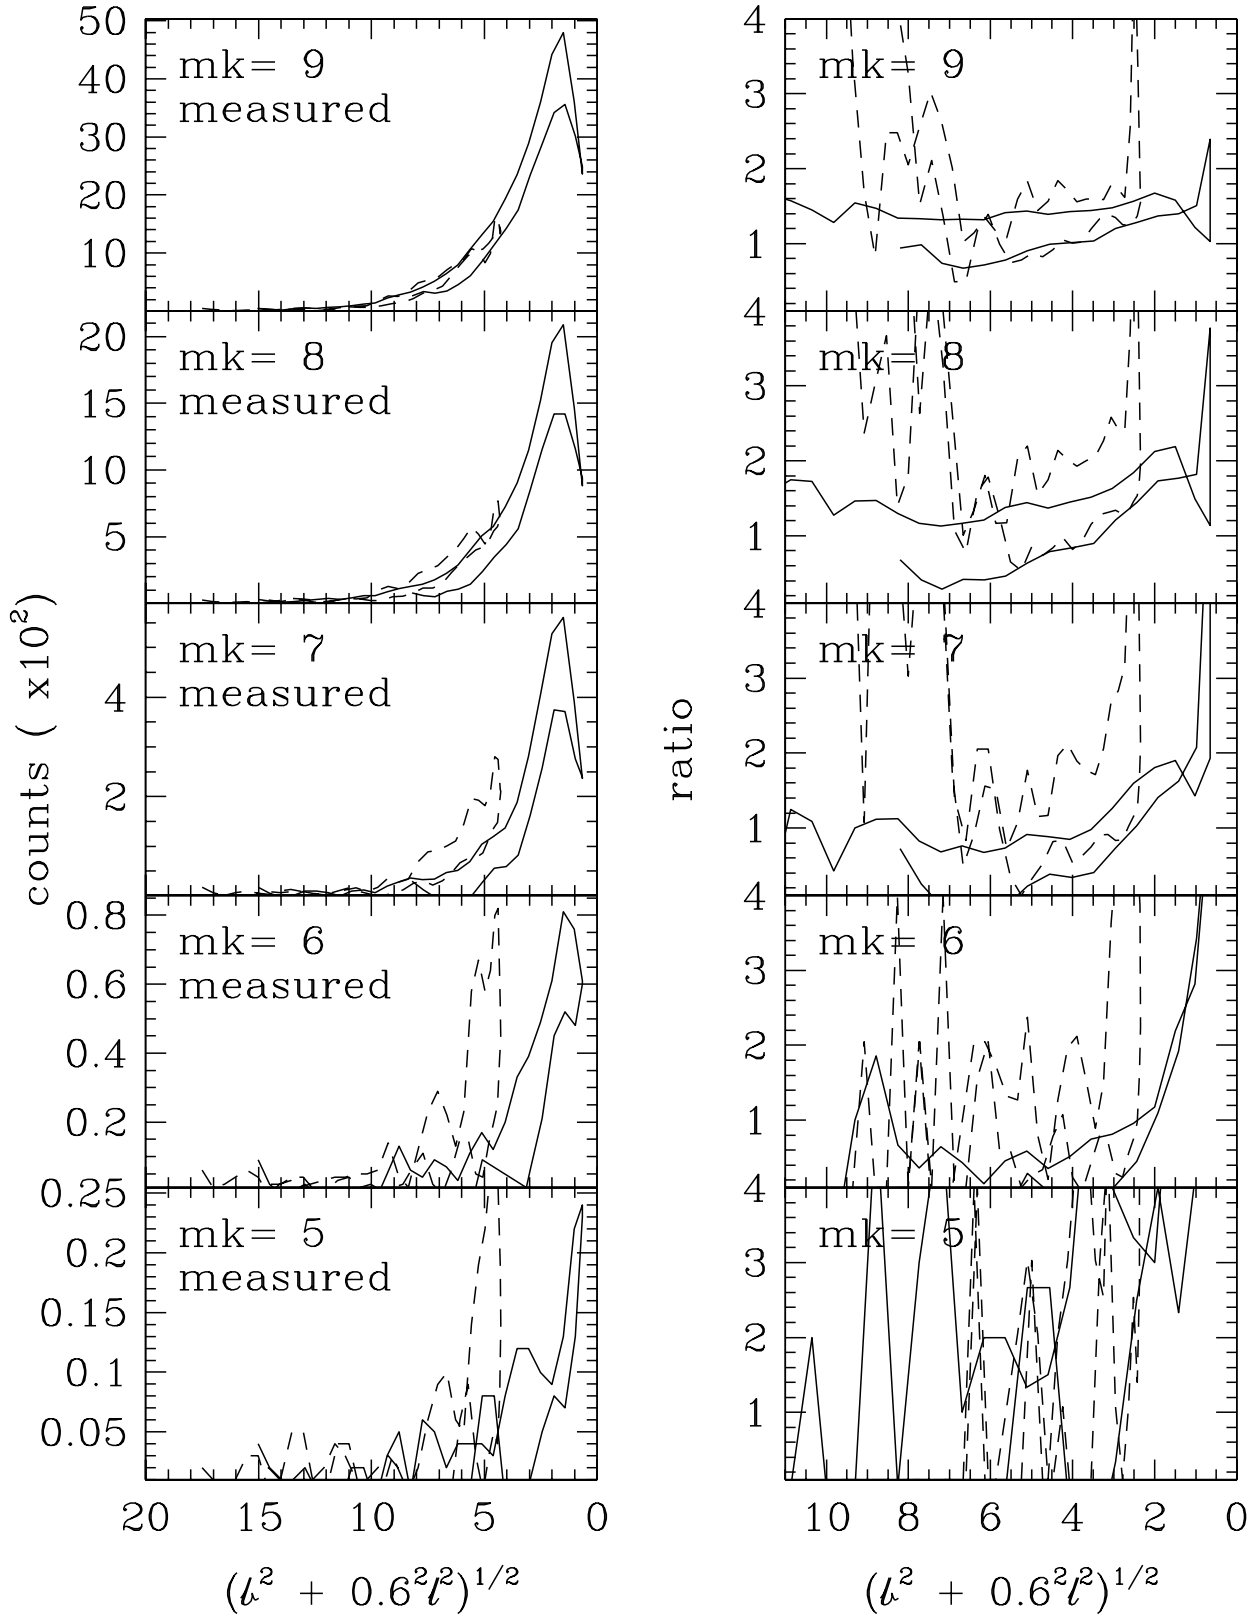 50
40
30
20
10
mk= 9
measured
20
15
10
5
mk= 8
measured
4
2
mk= 7
measured
0.8
0.6
0.4
0.2
mk= 6
measured
0.25
0.2
0.15
0.1
0.05
mk= 5
measured
20 15 10 5 0
(b² + 0.6²l²)^1/2
counts ( x10²)
4
3
2
1
mk= 9
4
3
2
1
mk= 8
4
3
2
1
mk= 7
4
3
2
1
mk= 6
4
3
2
1
mk= 5
10 8 6 4 2 0
(b² + 0.6²l²)^1/2
ratio